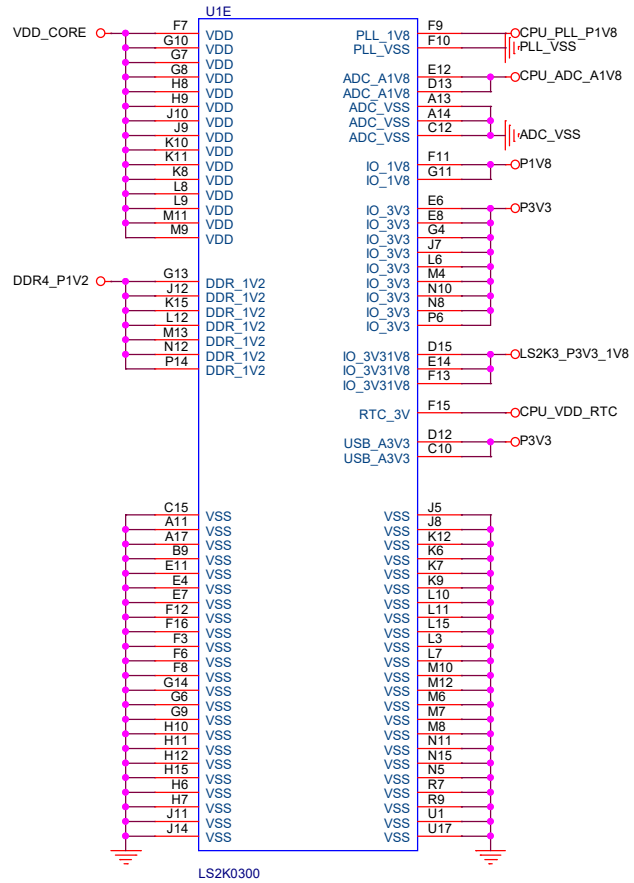 U1E
VDD_CORE
F7 VDD
G10 VDD
G7 VDD
G8 VDD
H8 VDD
H9 VDD
J10 VDD
J9 VDD
K10 VDD
K11 VDD
K8 VDD
L8 VDD
L9 VDD
M11 VDD
M9 VDD
DDR4_P1V2
G13 DDR_1V2
J12 DDR_1V2
K15 DDR_1V2
L12 DDR_1V2
M13 DDR_1V2
N12 DDR_1V2
P14 DDR_1V2
C15 VSS
A11 VSS
A17 VSS
B9 VSS
E11 VSS
E4 VSS
E7 VSS
F12 VSS
F16 VSS
F3 VSS
F6 VSS
F8 VSS
G14 VSS
G6 VSS
G9 VSS
H10 VSS
H11 VSS
H12 VSS
H15 VSS
H6 VSS
H7 VSS
J11 VSS
J14 VSS
PLL_1V8 F9 CPU_PLL_P1V8
PLL_VSS F10 PLL_VSS
ADC_A1V8 E12 CPU_ADC_A1V8
ADC_A1V8 D13
ADC_VSS A13
ADC_VSS A14
ADC_VSS C12 ADC_VSS
IO_1V8 F11 P1V8
IO_1V8 G11
IO_3V3 E6 P3V3
IO_3V3 E8
IO_3V3 G4
IO_3V3 J7
IO_3V3 L6
IO_3V3 M4
IO_3V3 N10
IO_3V3 N8
IO_3V3 P6
IO_3V31V8 D15 LS2K3_P3V3_1V8
IO_3V31V8 E14
IO_3V31V8 F13
RTC_3V F15 CPU_VDD_RTC
USB_A3V3 D12 P3V3
USB_A3V3 C10
VSS J5
VSS J8
VSS K12
VSS K6
VSS K7
VSS K9
VSS L10
VSS L11
VSS L15
VSS L3
VSS L7
VSS M10
VSS M12
VSS M6
VSS M7
VSS M8
VSS N11
VSS N15
VSS N5
VSS R7
VSS R9
VSS U1
VSS U17
LS2K0300